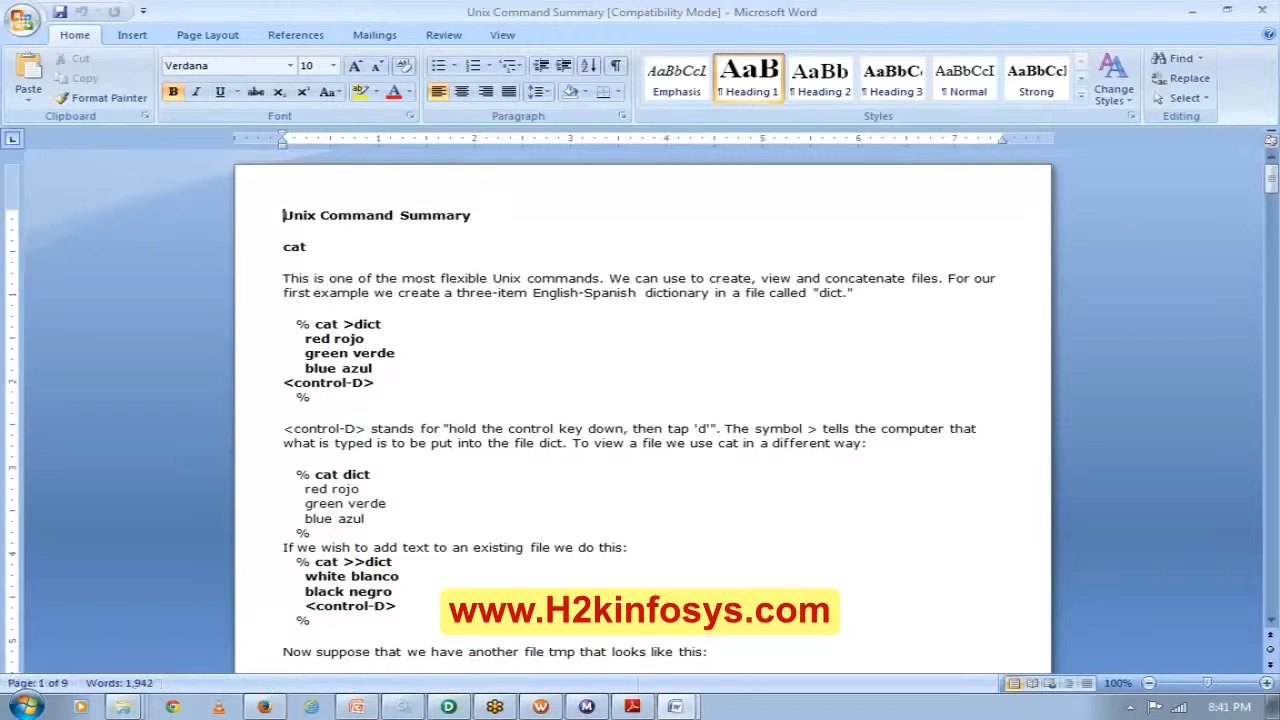 Unix Command Summary [Compatibility Mode] - Microsoft Word
Home Insert Page Layout References Mailings Review View
Paste
Cut
Copy
Format Painter
Clipboard
Verdana 10
Font
Paragraph
AaBbCcI Emphasis
AaB ¶ Heading 1
AaBb ¶ Heading 2
AaBbC ¶ Heading 3
AaBbCcI ¶ Normal
AaBbCcl Strong
Change Styles
Styles
Find
Replace
Select
Editing
1 2 3 4 5 6 7
Unix Command Summary
cat
This is one of the most flexible Unix commands. We can use to create, view and concatenate files. For our
first example we create a three-item English-Spanish dictionary in a file called "dict."
% cat >dict
red rojo
green verde
blue azul
<control-D>
%
<control-D> stands for "hold the control key down, then tap 'd'". The symbol > tells the computer that
what is typed is to be put into the file dict. To view a file we use cat in a different way:
% cat dict
red rojo
green verde
blue azul
%
If we wish to add text to an existing file we do this:
% cat >>dict
white blanco
black negro
<control-D>
%
www.H2kinfosys.com
Now suppose that we have another file tmp that looks like this:
Page: 1 of 9 Words: 1,942 100%
8:41 PM